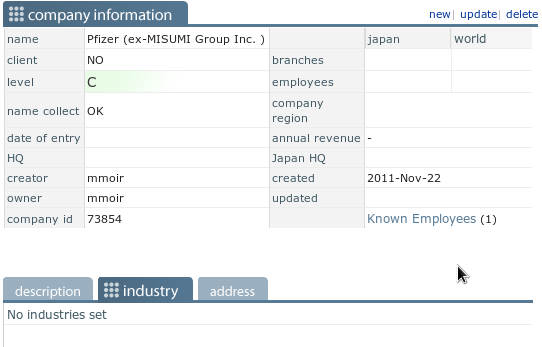 company information
new| update| delete
name Pfizer (ex-MISUMI Group Inc. ) japan world
client NO branches
level C employees
name collect OK company region
date of entry annual revenue -
HQ Japan HQ
creator mmoir created 2011-Nov-22
owner mmoir updated
company id 73854 Known Employees (1)
description industry address
No industries set